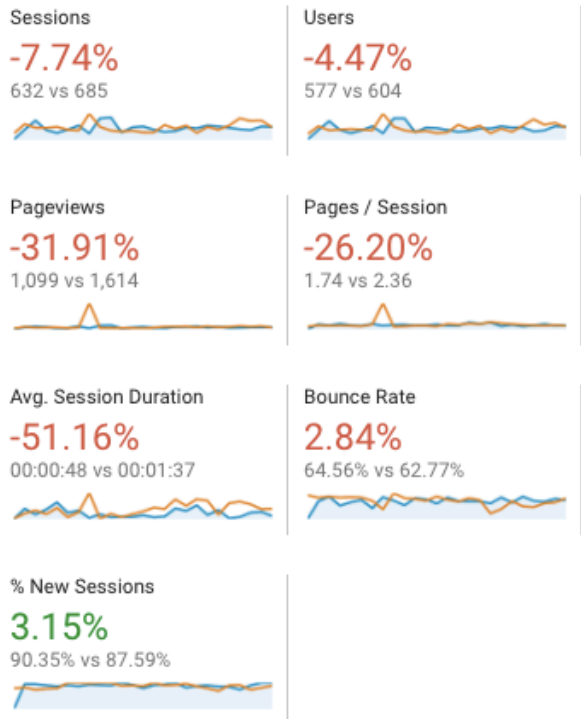 Sessions
-7.74%
632 vs 685
Users
-4.47%
577 vs 604
Pageviews
-31.91%
1,099 vs 1,614
Pages / Session
-26.20%
1.74 vs 2.36
Avg. Session Duration
-51.16%
00:00:48 vs 00:01:37
Bounce Rate
2.84%
64.56% vs 62.77%
% New Sessions
3.15%
90.35% vs 87.59%